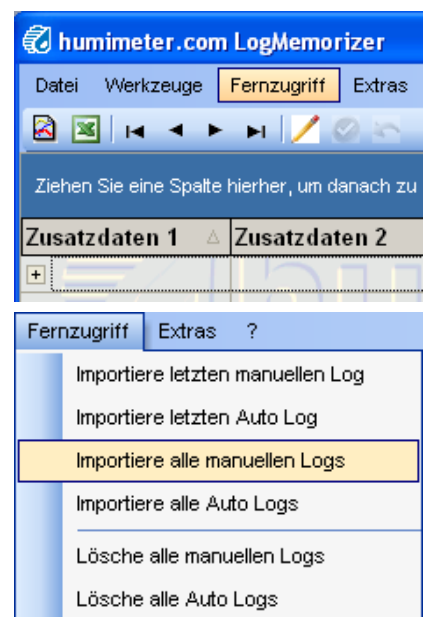 humimeter.com LogMemorizer
Datei Werkzeuge Fernzugriff Extras
Ziehen Sie eine Spalte hierher, um danach zu
Zusatzdaten 1 Zusatzdaten 2
Fernzugriff Extras ?
Importiere letzten manuellen Log
Importiere letzten Auto Log
Importiere alle manuellen Logs
Importiere alle Auto Logs
Lösche alle manuellen Logs
Lösche alle Auto Logs